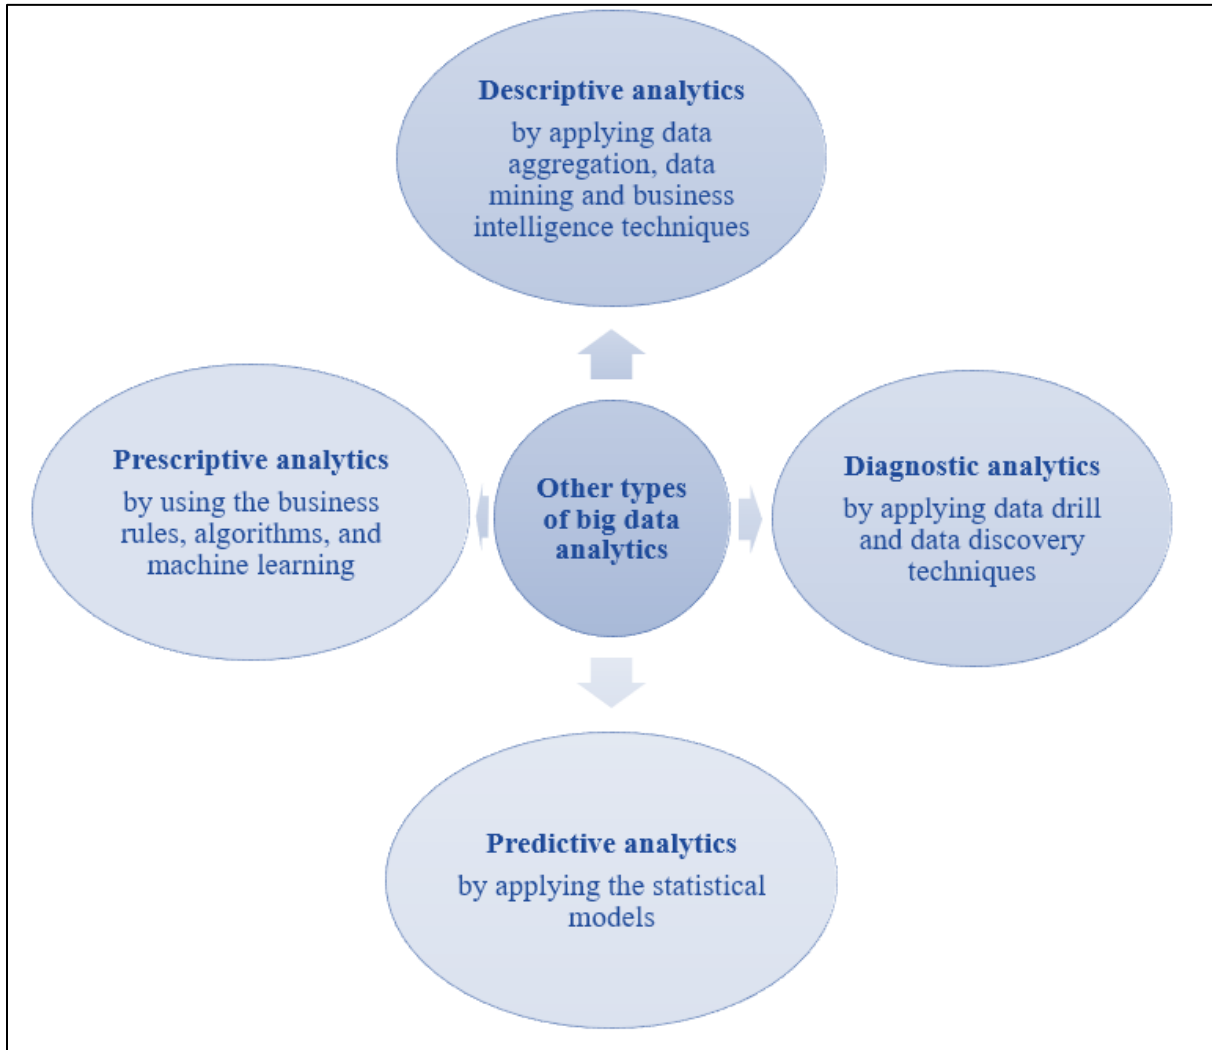 Descriptive analytics
by applying data
aggregation, data
mining and business
intelligence techniques
Prescriptive analytics
by using the business
rules, algorithms, and
machine learning
Other types
of big data
analytics
Diagnostic analytics
by applying data drill
and data discovery
techniques
Predictive analytics
by applying the statistical
models